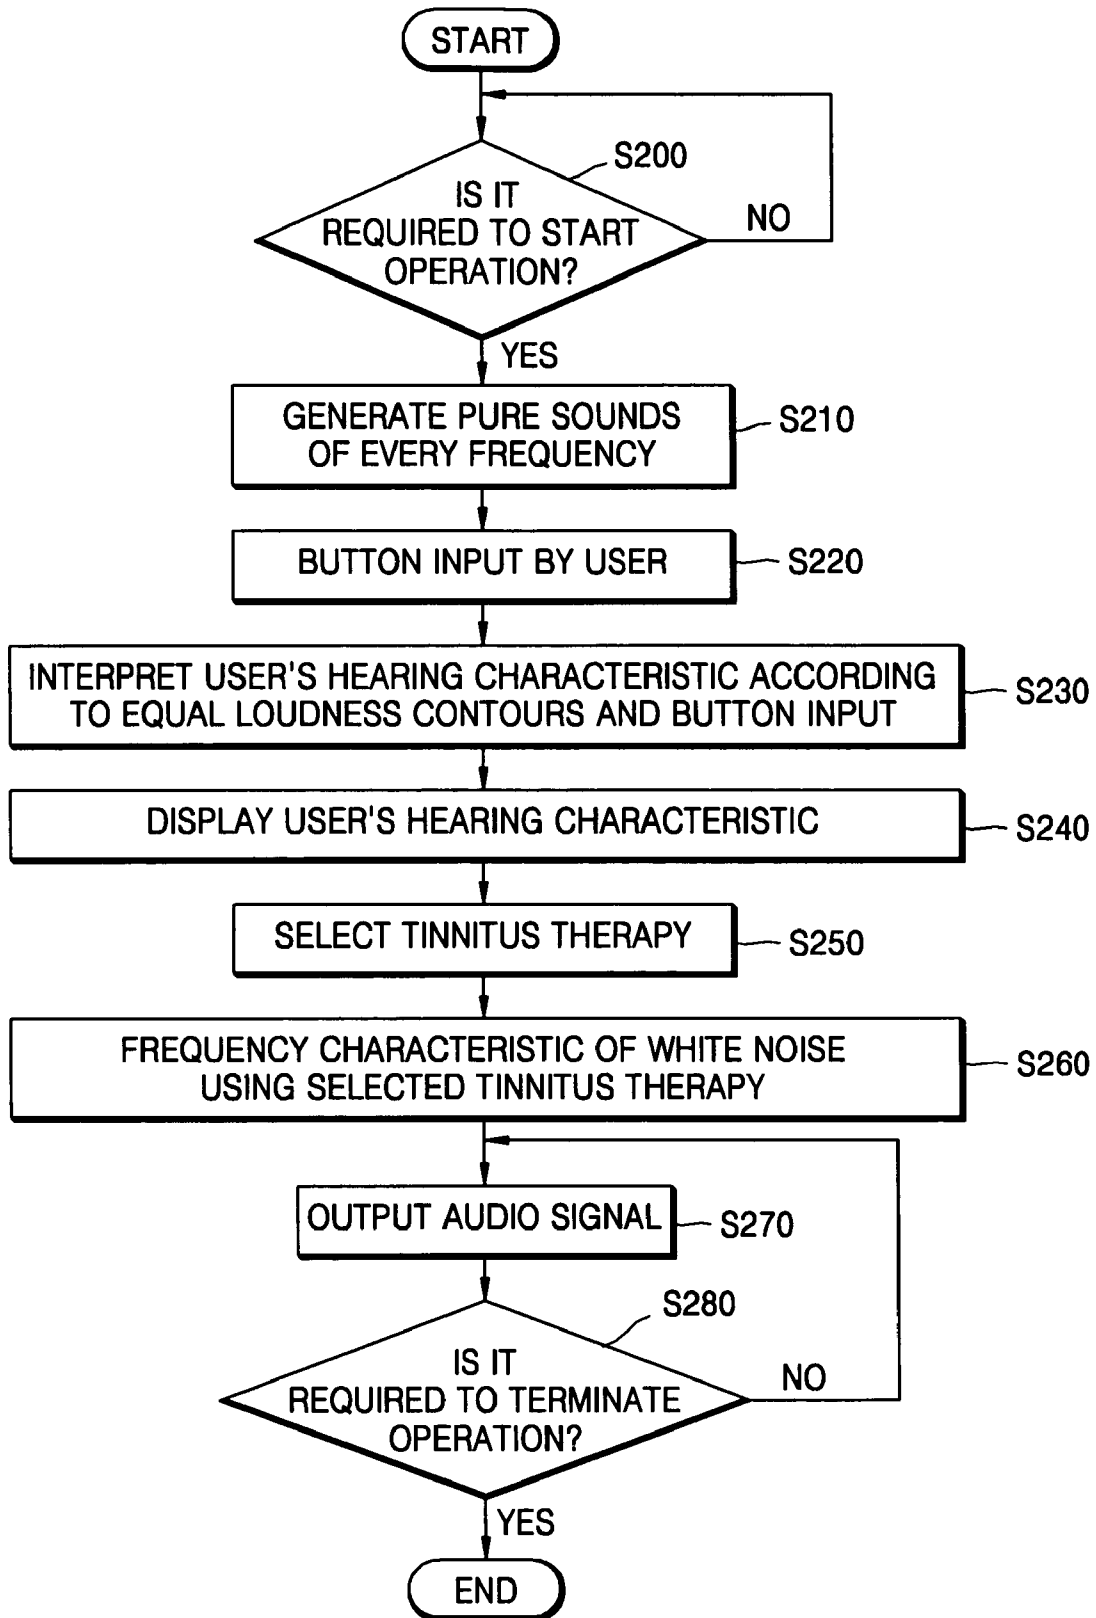 START
S200
IS IT
REQUIRED TO START
OPERATION?
NO
YES
GENERATE PURE SOUNDS
OF EVERY FREQUENCY
S210
BUTTON INPUT BY USER
S220
INTERPRET USER'S HEARING CHARACTERISTIC ACCORDING
TO EQUAL LOUDNESS CONTOURS AND BUTTON INPUT
S230
DISPLAY USER'S HEARING CHARACTERISTIC
S240
SELECT TINNITUS THERAPY
S250
FREQUENCY CHARACTERISTIC OF WHITE NOISE
USING SELECTED TINNITUS THERAPY
S260
OUTPUT AUDIO SIGNAL
S270
S280
IS IT
REQUIRED TO TERMINATE
OPERATION?
NO
YES
END